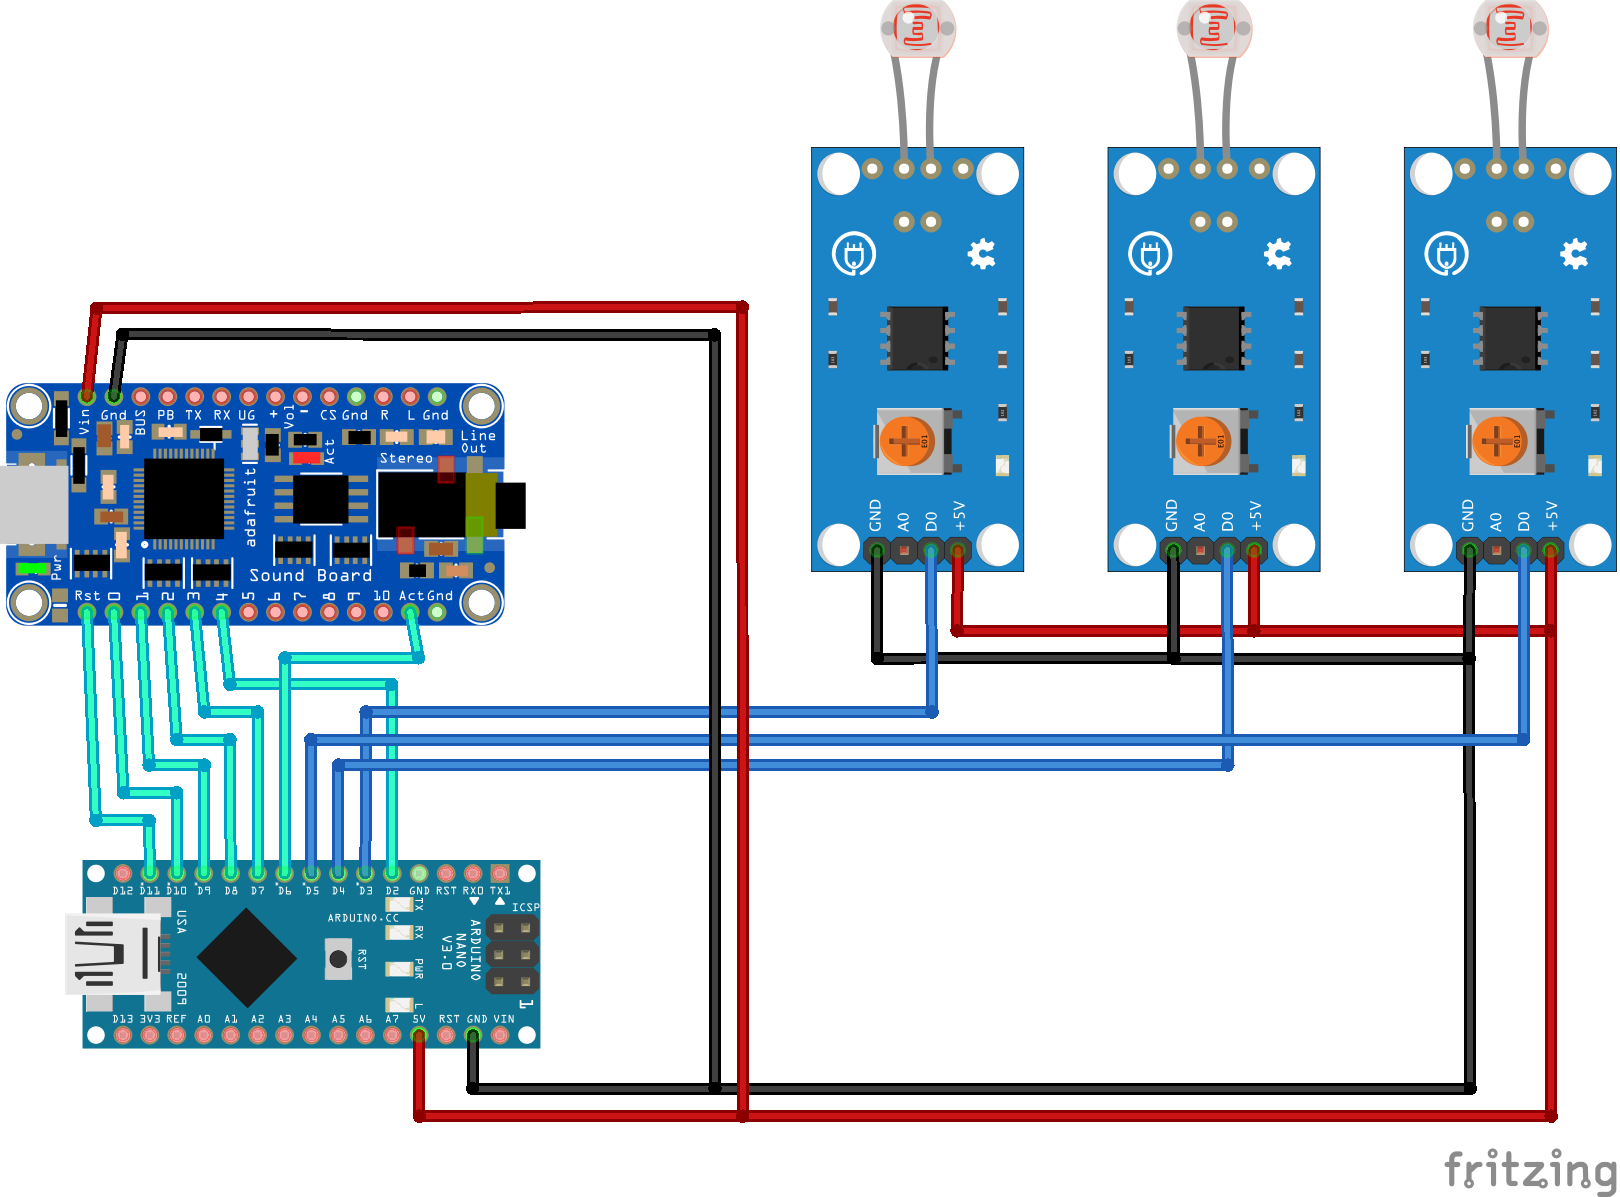 Vin Gnd BUS PB TX RX UG + Vol - CS Gnd R L Gnd
Line
Out
Act
Stereo
adafruit
Pwr
Sound Board
Rst 0 1 2 3 4 5 6 7 8 9 10 Act Gnd
E01
GND A0 D0 +5V
E01
GND A0 D0 +5V
E01
GND A0 D0 +5V
D12 D11 D10 D9 D8 D7 D6 D5 D4 D3 D2 GND RST RX0 TX1
ICSP
ARDUINO.CC
TX
RX
PWR
L
RST
ARDUINO
NANO
V3.0
USA
2009
1
D13 3V3 REF A0 A1 A2 A3 A4 A5 A6 A7 5V RST GND VIN
fritzing